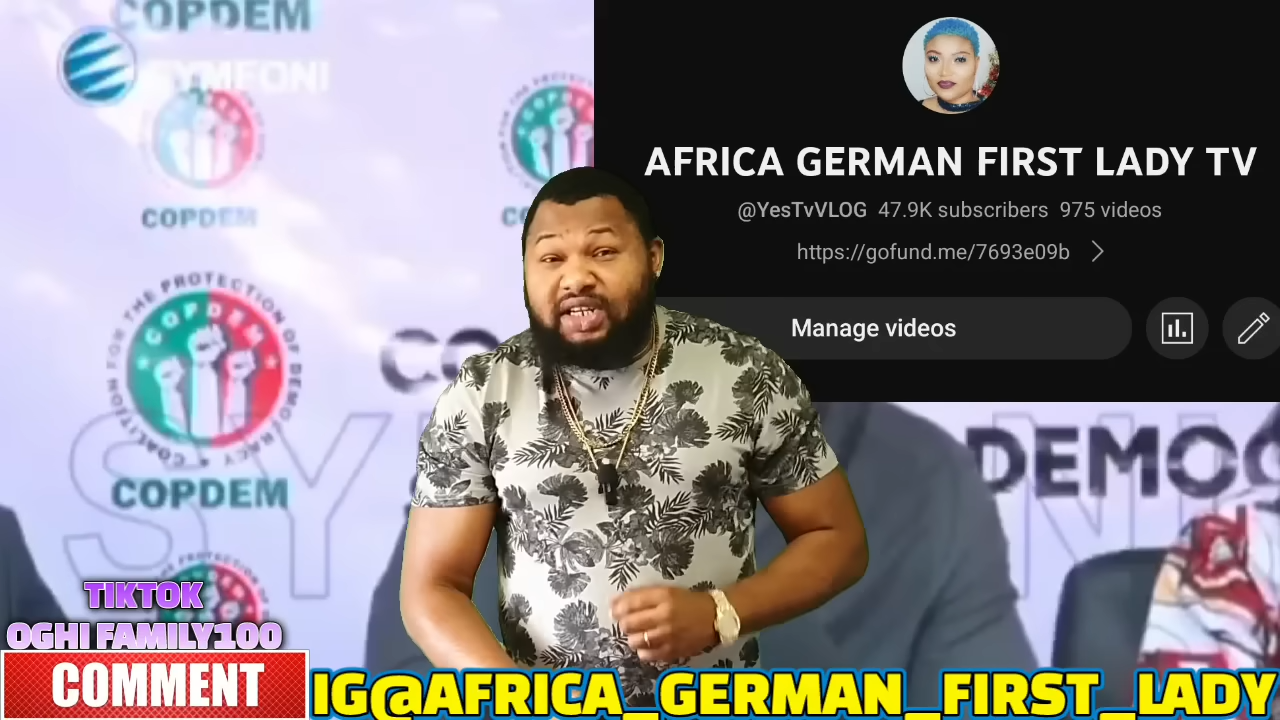 COPDEM
SYMFONI
COPDEM
AFRICA GERMAN FIRST LADY TV
@YesTvVLOG 47.9K subscribers 975 videos
https://gofund.me/7693e09b
Manage videos
COALITION FOR THE PROTECTION OF DEMOCRACY
COPDEM
COPDEM
DEMOC
TIKTOK
OGHI FAMILY100
COMMENT
IG@AFRICA_GERMAN_FIRST_LADY